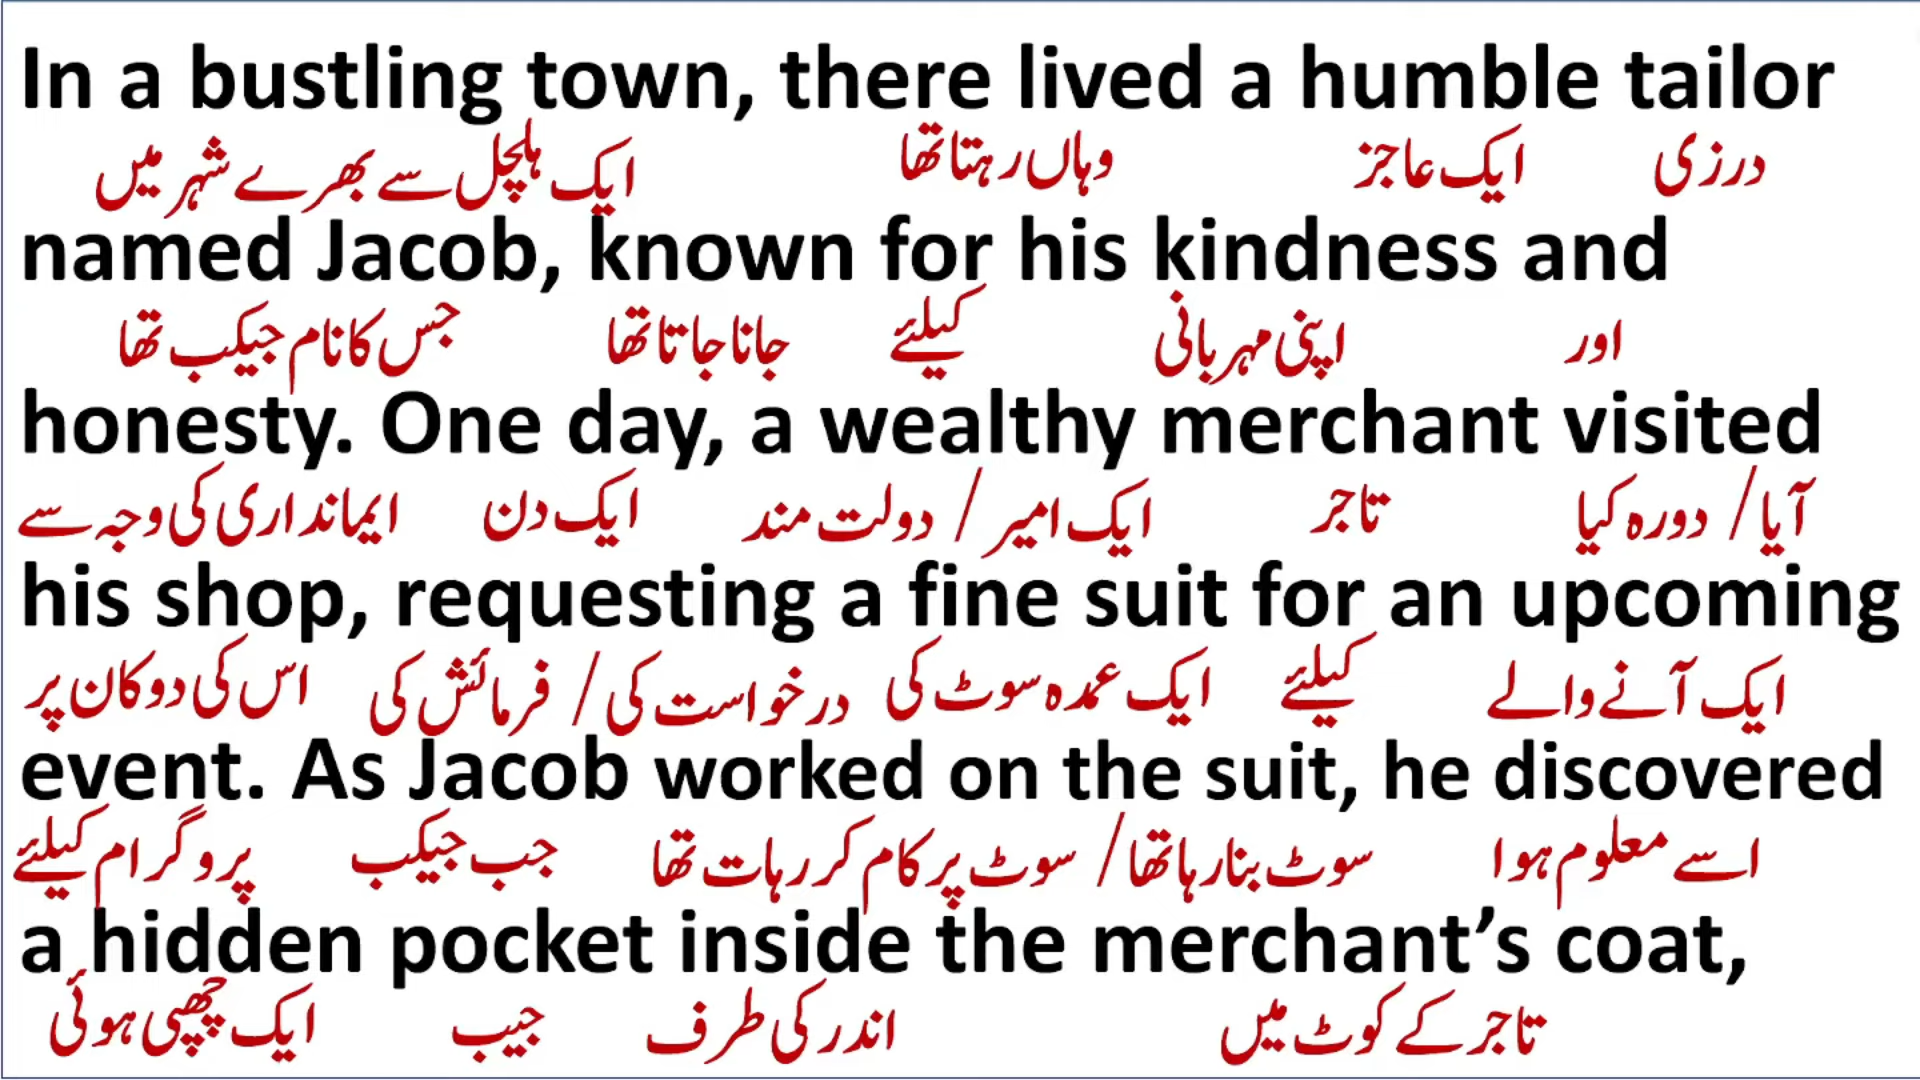 In a bustling town, there lived a humble tailor
ایک ہلچل سے بھرے شہر میں وہاں رہتا تھا ایک عاجز درزی
named Jacob, known for his kindness and
جس کا نام جیکب تھا جانا جاتا تھا کیلئے اپنی مہربانی اور
honesty. One day, a wealthy merchant visited
ایمانداری کی وجہ سے ایک دن ایک امیر / دولت مند تاجر آیا / دورہ کیا
his shop, requesting a fine suit for an upcoming
اس کی دوکان پر درخواست کی / فرمائش کی ایک عمدہ سوٹ کی کیلئے ایک آنے والے
event. As Jacob worked on the suit, he discovered
پروگرام کیلئے جب جیکب سوٹ بنا رہا تھا / سوٹ پر کام کر رہات تھا اسے معلوم ہوا
a hidden pocket inside the merchant’s coat,
ایک چھپی ہوئی جیب اندر کی طرف تاجر کے کوٹ میں